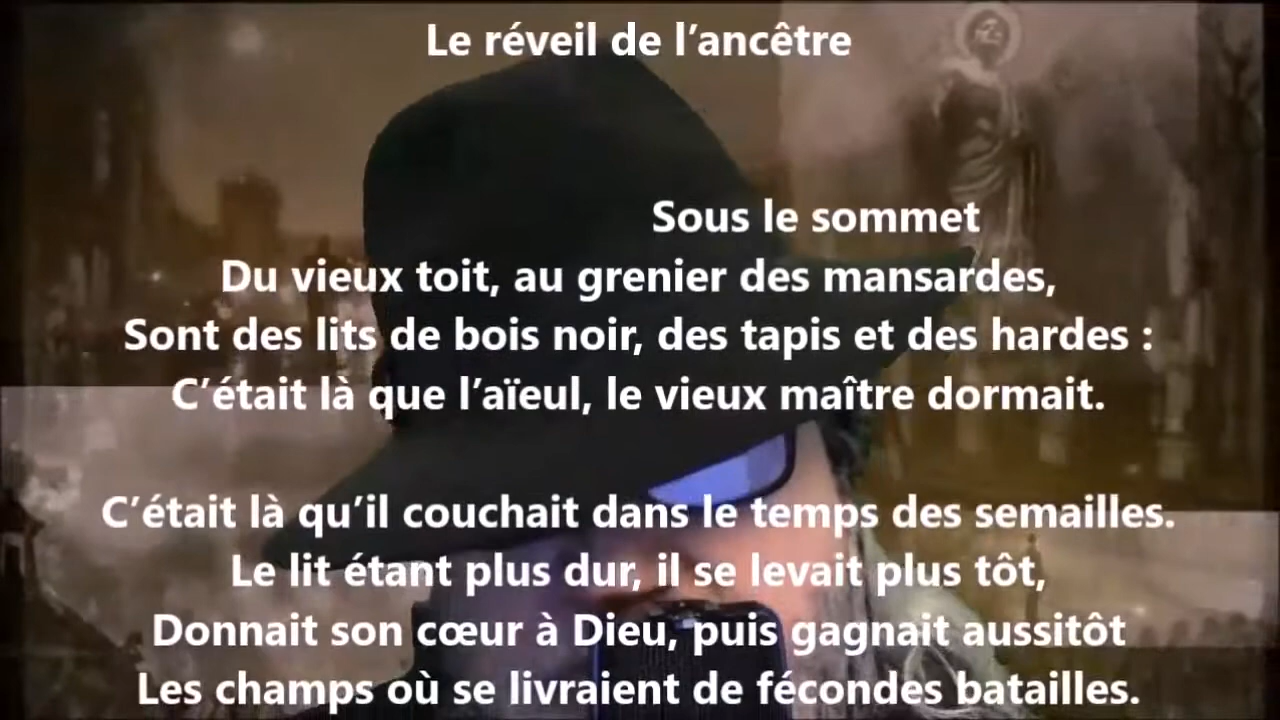 Le réveil de l’ancêtre
Sous le sommet
Du vieux toit, au grenier des mansardes,
Sont des lits de bois noir, des tapis et des hardes :
C’était là que l’aïeul, le vieux maître dormait.
C’était là qu’il couchait dans le temps des semailles.
Le lit étant plus dur, il se levait plus tôt,
Donnait son cœur à Dieu, puis gagnait aussitôt
Les champs où se livraient de fécondes batailles.